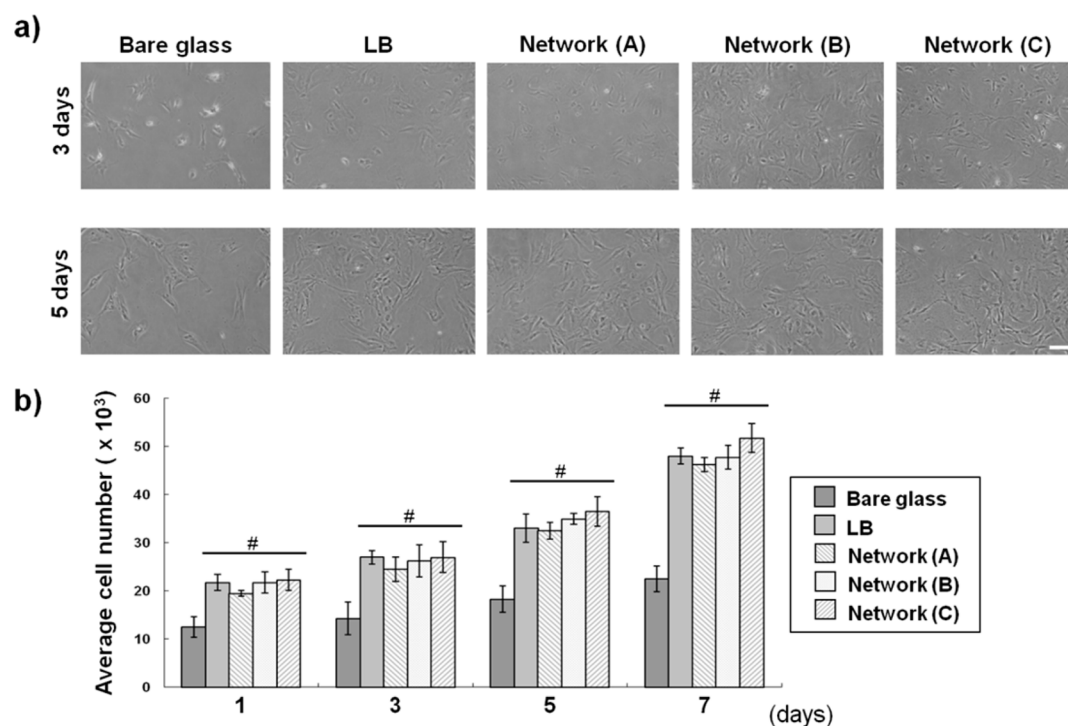 a)
Bare glass LB Network (A) Network (B) Network (C)
3 days
5 days
b)
Average cell number ( x 10³)
60
50
40
30
20
10
0
# # # #
1 3 5 7 (days)
Bare glass
LB
Network (A)
Network (B)
Network (C)